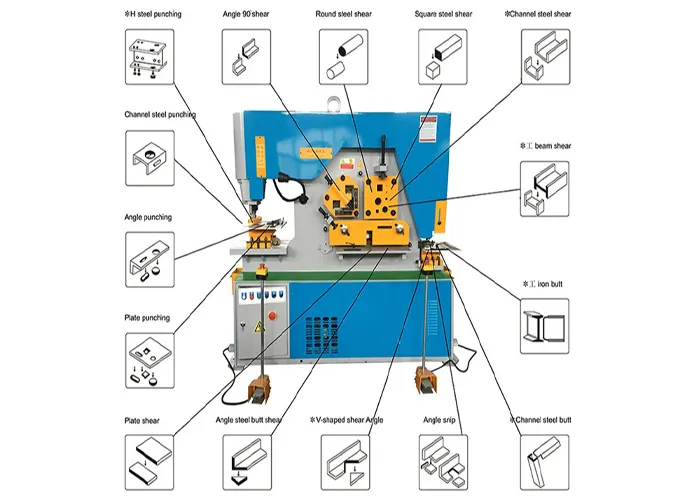 ※H steel punching
Angle 90°shear
Round steel shear
Square steel shear
※Channel steel shear
Channel steel punching
※工 beam shear
Angle punching
※工 iron butt
Plate punching
Plate shear
Angle steel butt shear
※V-shaped shear Angle
Angle snip
※Channel steel butt